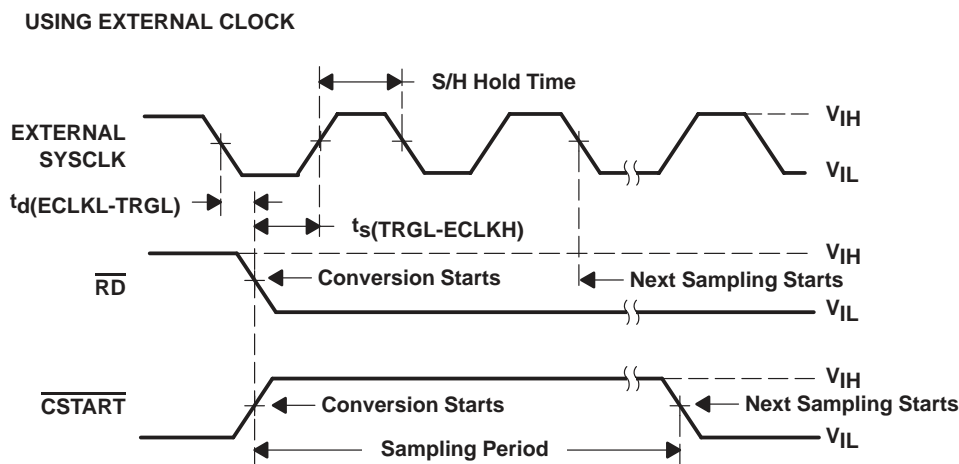 USING EXTERNAL CLOCK
S/H Hold Time
EXTERNAL
SYSCLK
VIH
VIL
td(ECLKL-TRGL)
ts(TRGL-ECLKH)
VIH
RD
Conversion Starts
Next Sampling Starts
VIL
VIH
CSTART
Conversion Starts
Next Sampling Starts
VIL
Sampling Period